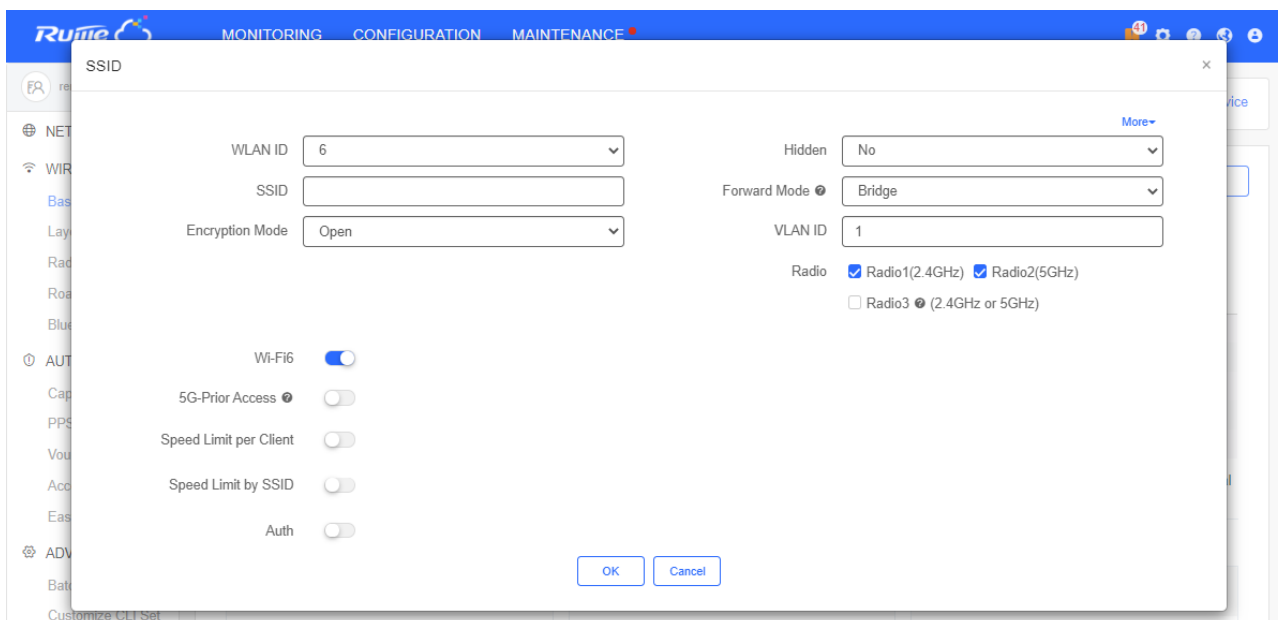 MONITORING CONFIGURATION MAINTENANCE 41
SSID ×
More
WLAN ID 6 Hidden No
SSID Forward Mode Bridge
Encryption Mode Open VLAN ID 1
Radio Radio1(2.4GHz) Radio2(5GHz)
Radio3 (2.4GHz or 5GHz)
Wi-Fi6
5G-Prior Access
Speed Limit per Client
Speed Limit by SSID
Auth
OK Cancel
Customize CLI Set